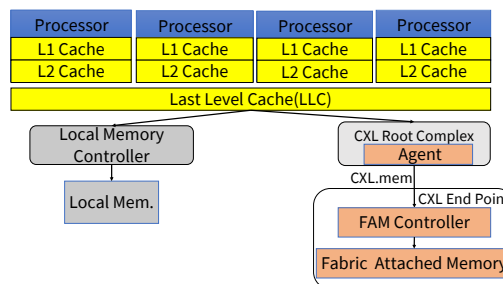 Processor Processor Processor Processor
L1 Cache L1 Cache L1 Cache L1 Cache
L2 Cache L2 Cache L2 Cache L2 Cache
Last Level Cache(LLC)
Local Memory
Controller
CXL Root Complex
Agent
CXL.mem
Local Mem.
CXL End Point
FAM Controller
Fabric Attached Memory